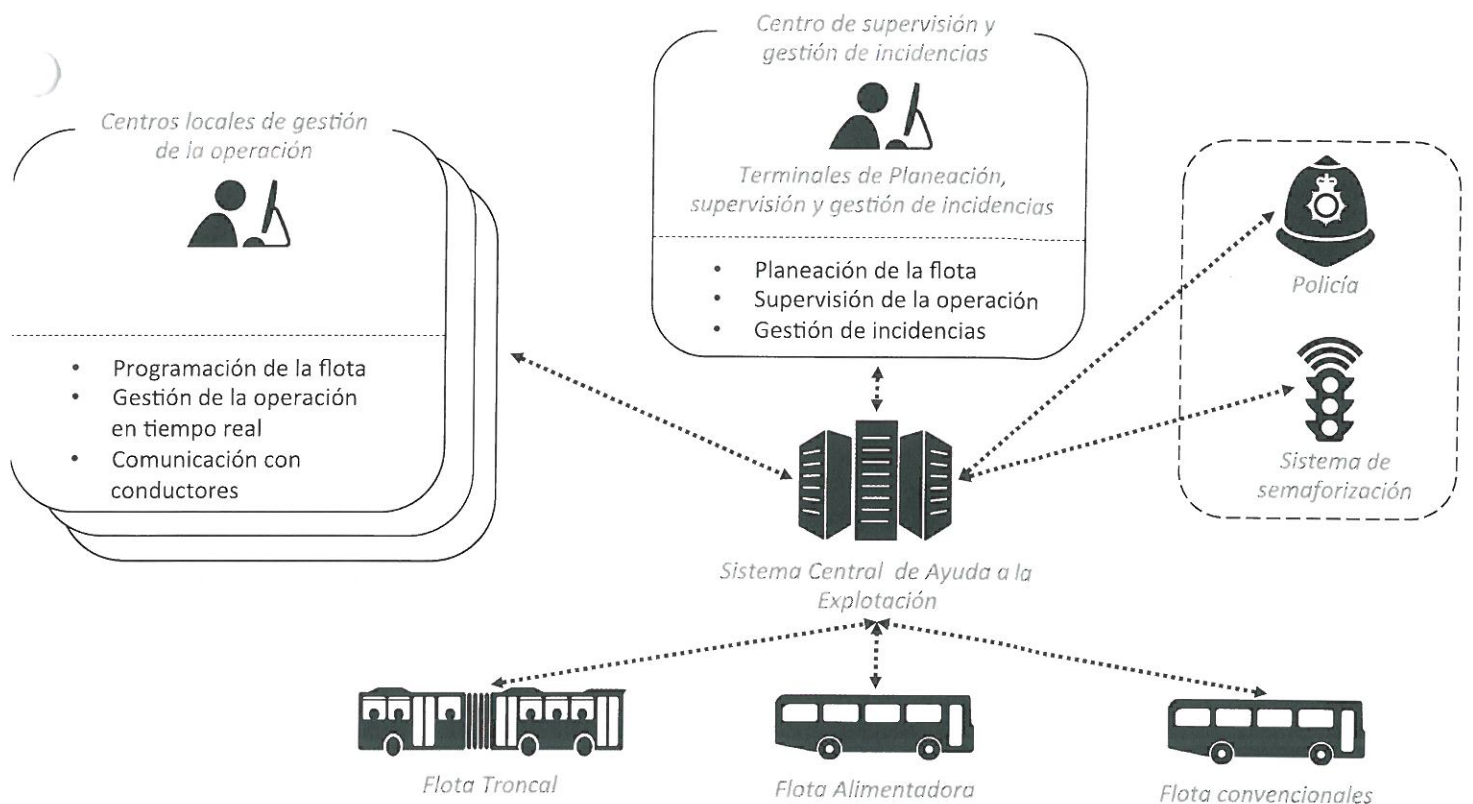 Centro de supervisión y
gestión de incidencias
Terminales de Planeación,
supervisión y gestión de incidencias
• Planeación de la flota
• Supervisión de la operación
• Gestión de incidencias
Centros locales de gestión
de la operación
• Programación de la flota
• Gestión de la operación
en tiempo real
• Comunicación con
conductores
Policía
Sistema de
semaforización
Sistema Central de Ayuda a la
Explotación
Flota Troncal
Flota Alimentadora
Flota convencionales